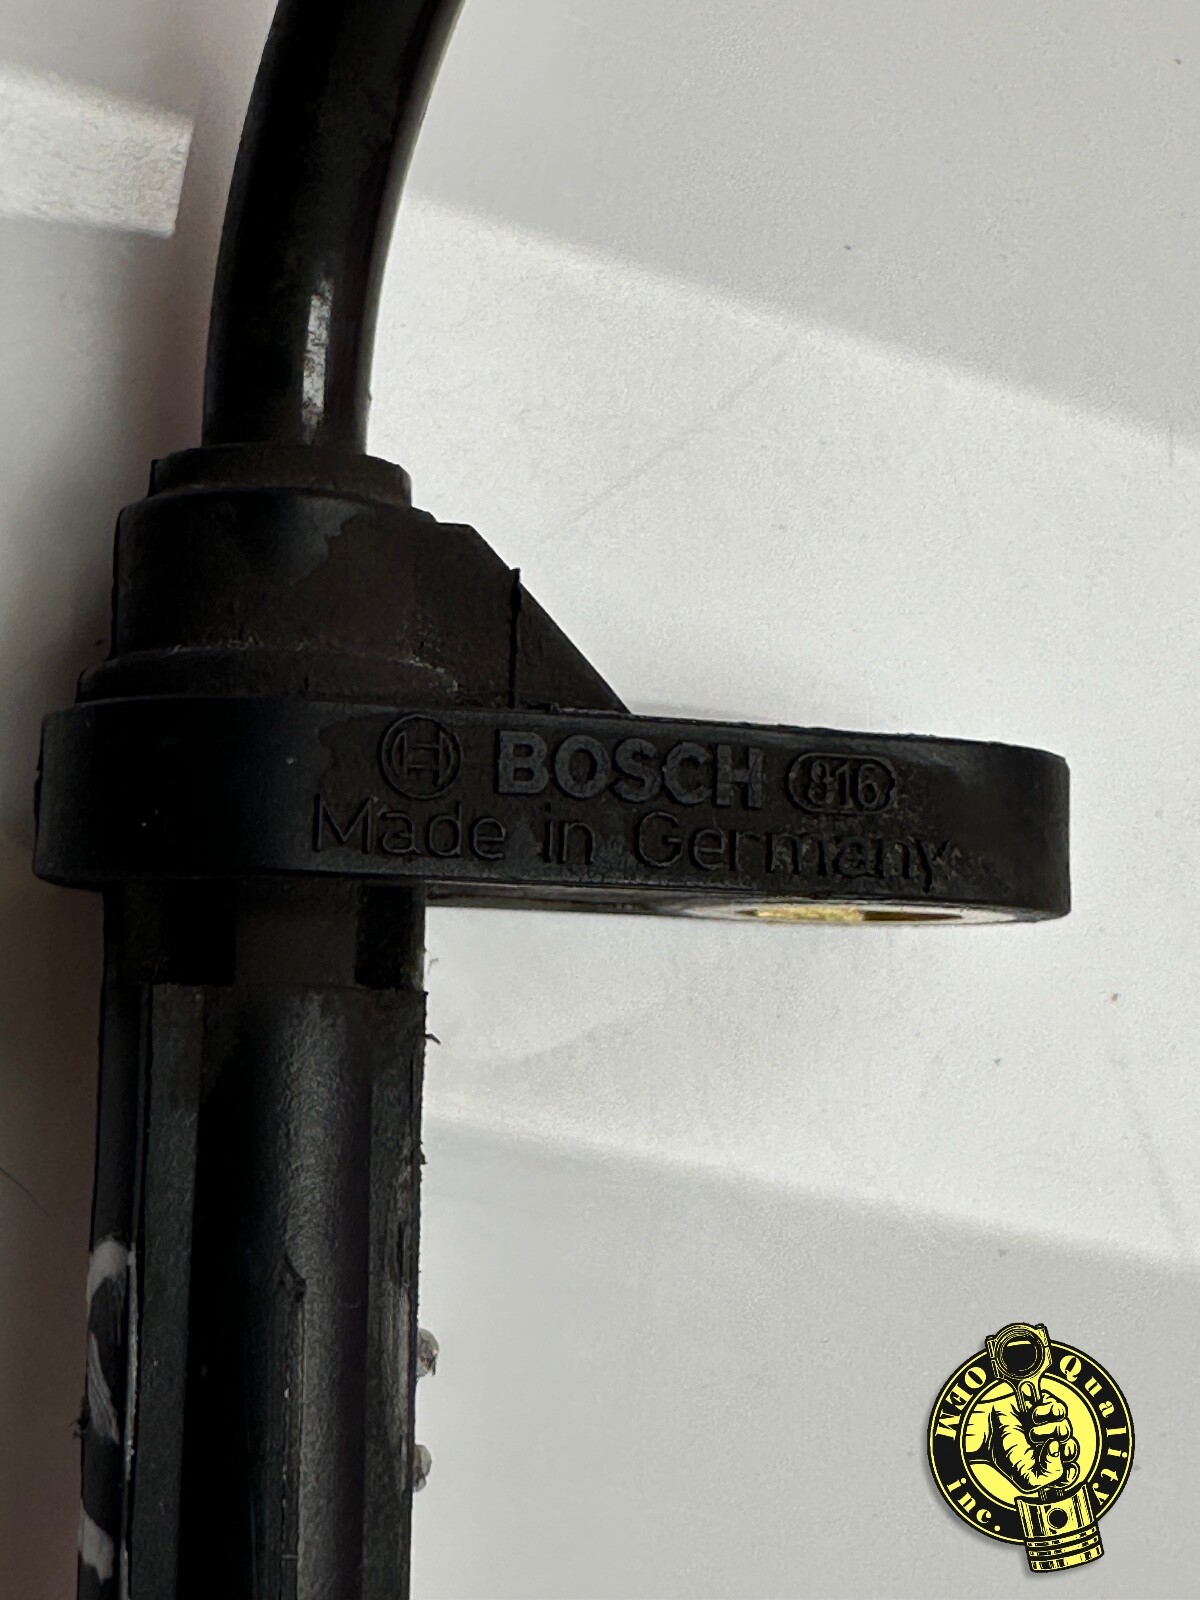 BOSCH 816
Made in Germany
OEM Quality inc.